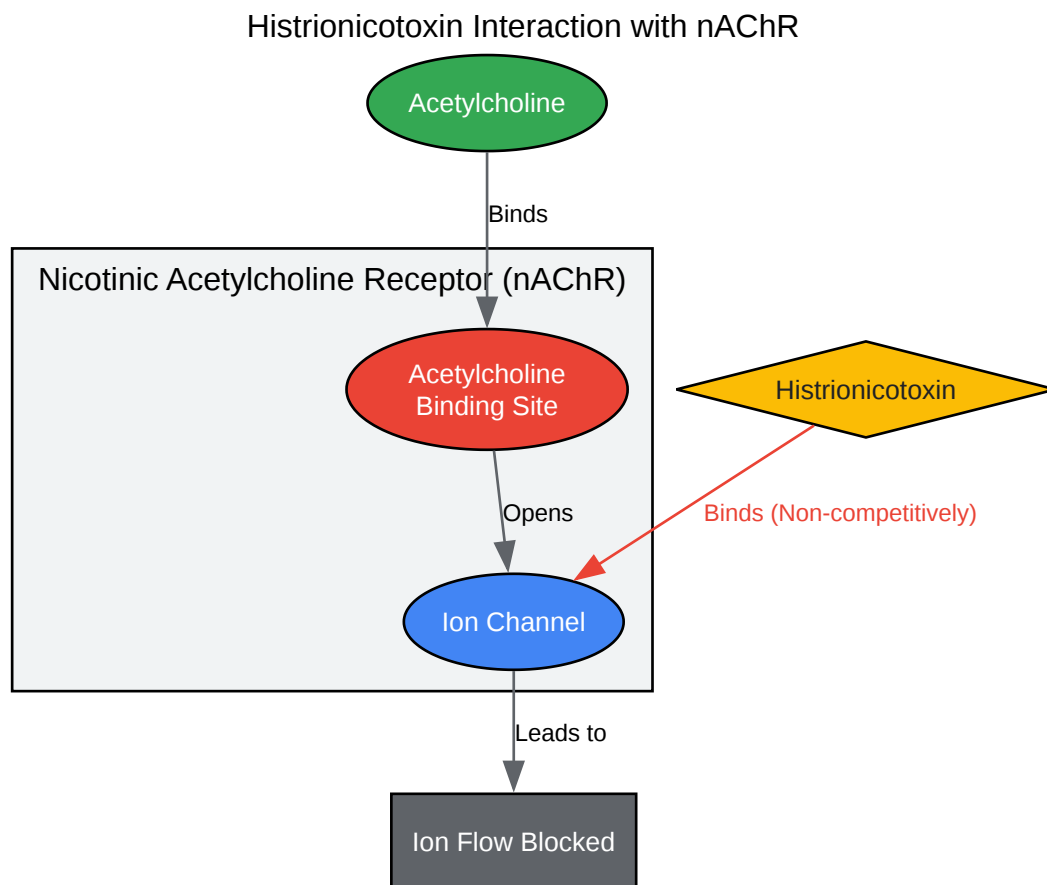 Histrionicotoxin Interaction with nAChR
Acetylcholine
Binds
Nicotinic Acetylcholine Receptor (nAChR)
Acetylcholine
Binding Site
Histrionicotoxin
Opens
Binds (Non-competitively)
Ion Channel
Leads to
Ion Flow Blocked